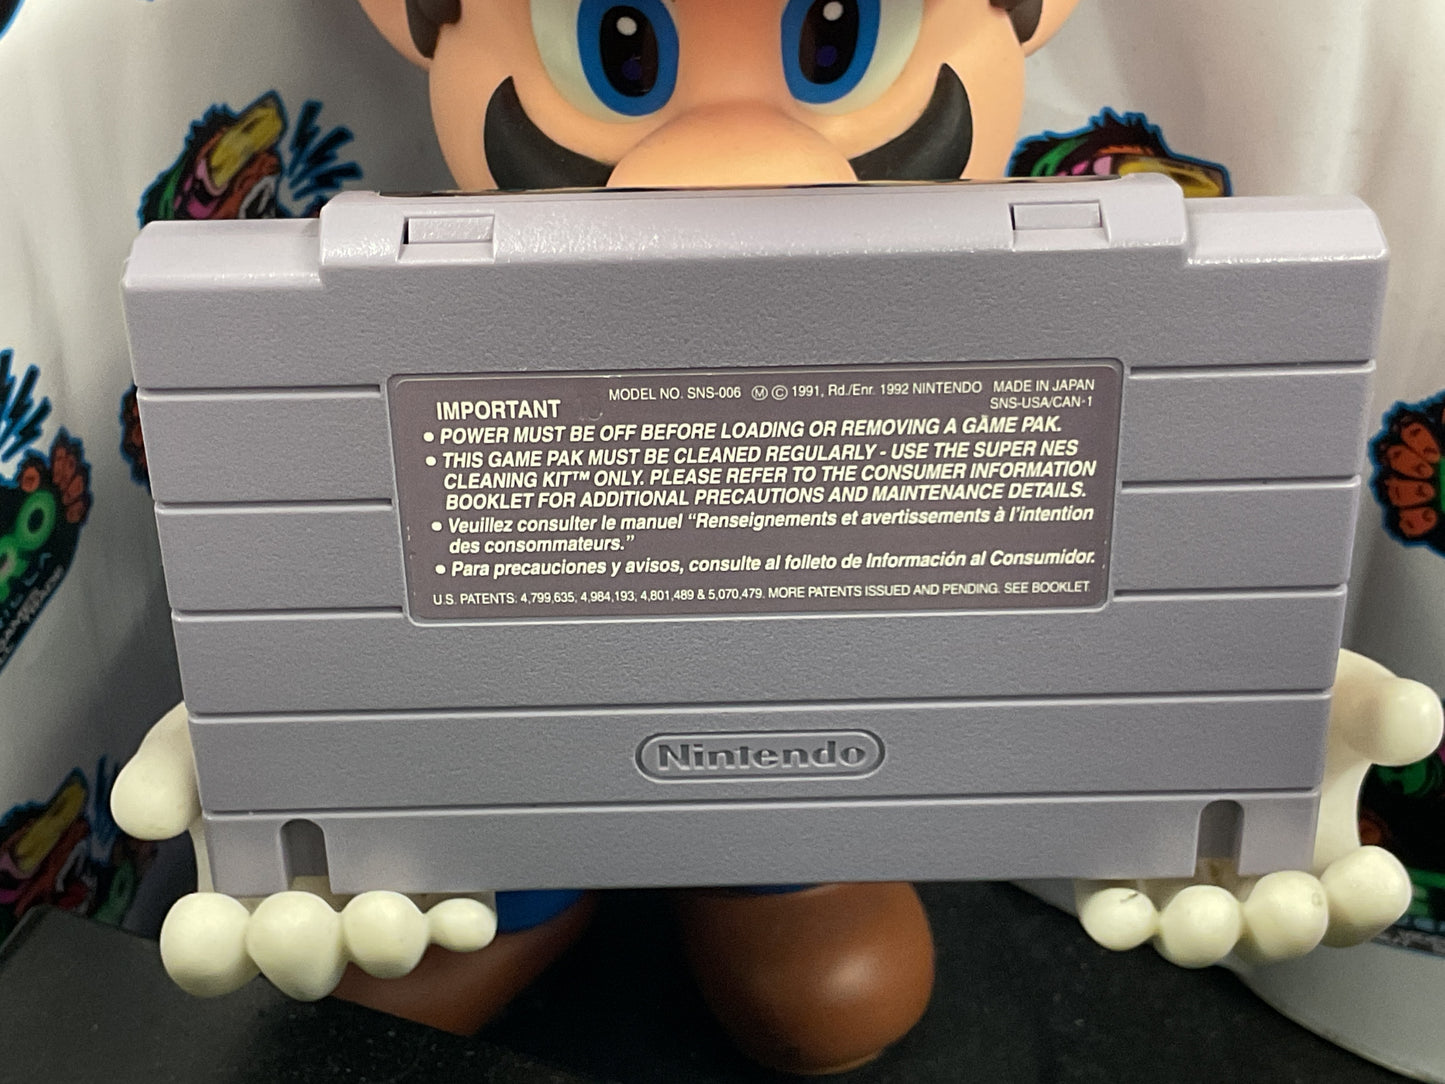 IMPORTANT MODEL NO. SNS-006 Ⓜ © 1991, Rd./Enr. 1992 NINTENDO MADE IN JAPAN
SNS-USA/CAN-1
• POWER MUST BE OFF BEFORE LOADING OR REMOVING A GAME PAK.
• THIS GAME PAK MUST BE CLEANED REGULARLY - USE THE SUPER NES
CLEANING KIT™ ONLY. PLEASE REFER TO THE CONSUMER INFORMATION
BOOKLET FOR ADDITIONAL PRECAUTIONS AND MAINTENANCE DETAILS.
• Veuillez consulter le manuel “Renseignements et avertissements à l’intention
des consommateurs.”
• Para precauciones y avisos, consulte al folleto de Información al Consumidor.
U.S. PATENTS: 4,799,635; 4,984,193; 4,801,489 & 5,070,479. MORE PATENTS ISSUED AND PENDING. SEE BOOKLET
Nintendo